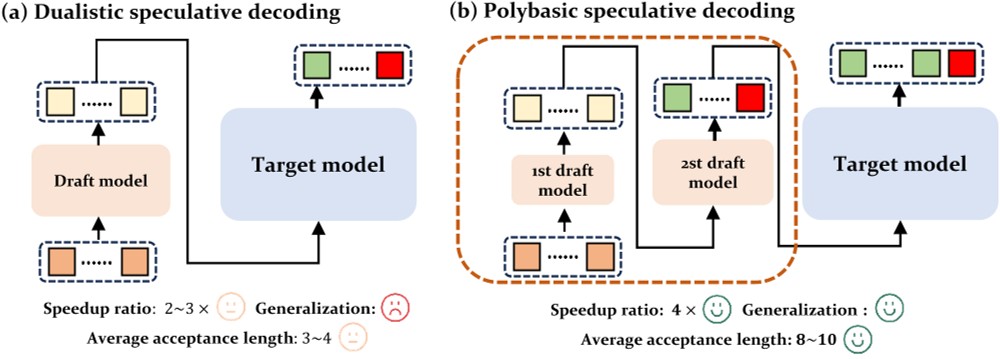 (a) Dualistic speculative decoding
......
......
Draft model
Target model
......
Speedup ratio: 2~3 × Generalization:
Average acceptance length: 3~4
(b) Polybasic speculative decoding
......
......
......
1st draft
model
2st draft
model
Target model
......
Speedup ratio: 4 × Generalization :
Average acceptance length: 8~10